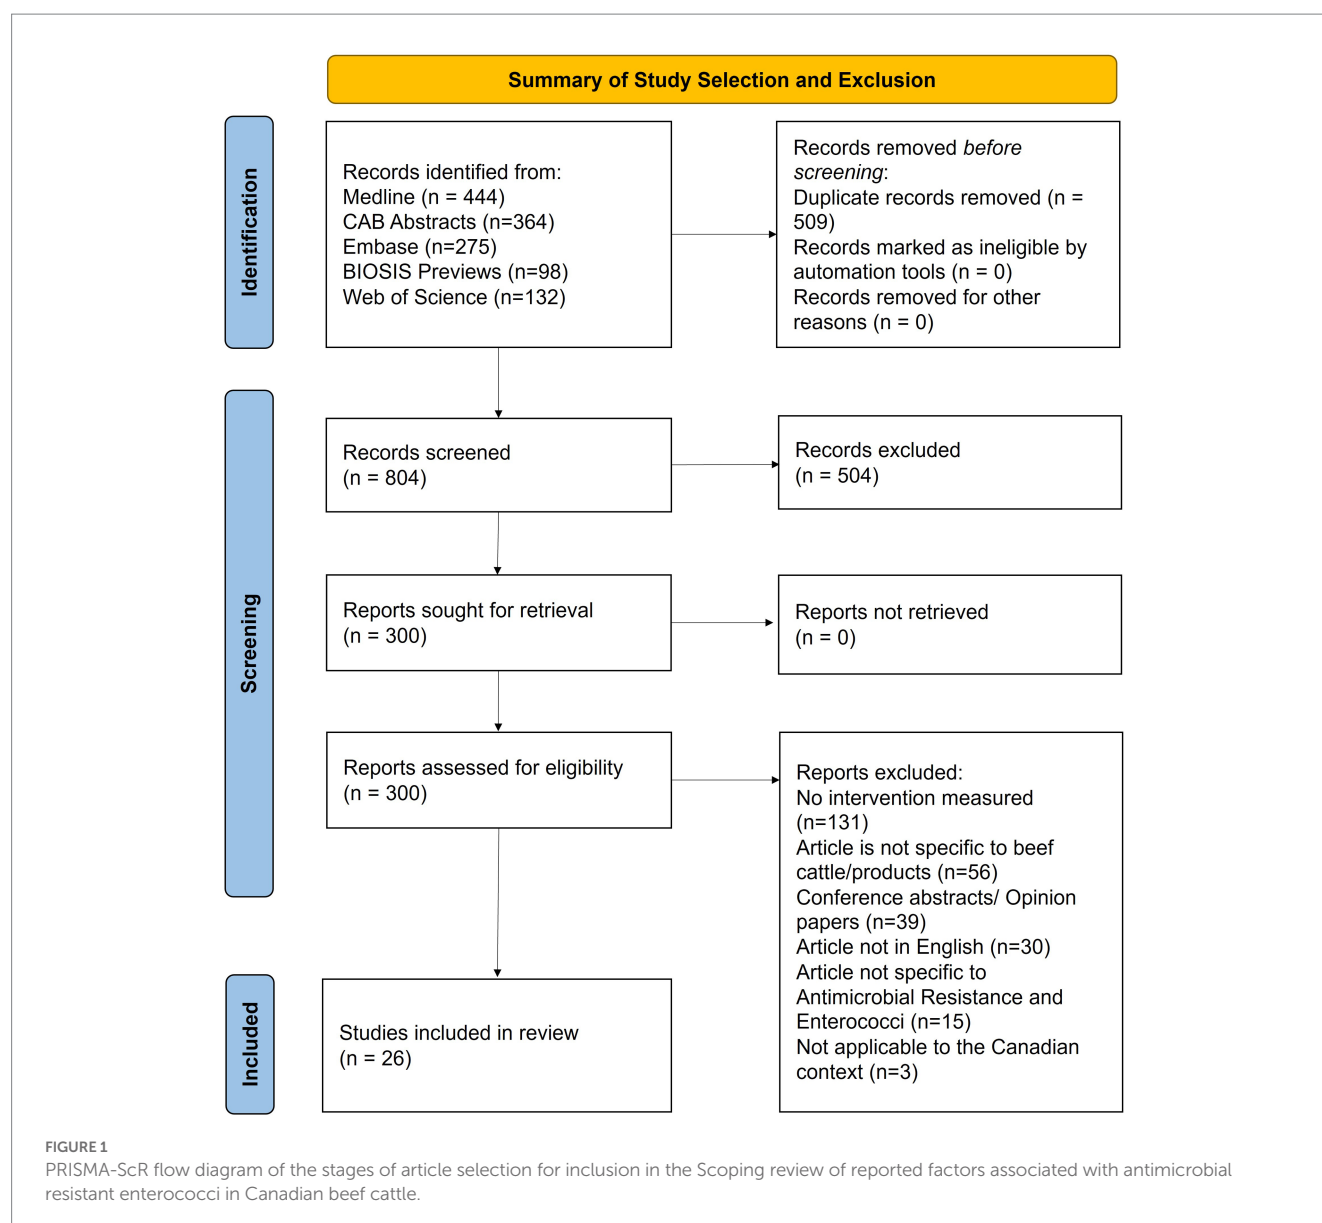 Summary of Study Selection and Exclusion
Identification
Records identified from:
Medline (n = 444)
CAB Abstracts (n=364)
Embase (n=275)
BIOSIS Previews (n=98)
Web of Science (n=132)
Records removed before
screening:
Duplicate records removed (n =
509)
Records marked as ineligible by
automation tools (n = 0)
Records removed for other
reasons (n = 0)
Screening
Records screened
(n = 804)
Records excluded
(n = 504)
Reports sought for retrieval
(n = 300)
Reports not retrieved
(n = 0)
Reports assessed for eligibility
(n = 300)
Reports excluded:
No intervention measured
(n=131)
Article is not specific to beef
cattle/products (n=56)
Conference abstracts/ Opinion
papers (n=39)
Article not in English (n=30)
Article not specific to
Antimicrobial Resistance and
Enterococci (n=15)
Not applicable to the Canadian
context (n=3)
Included
Studies included in review
(n = 26)
FIGURE 1
PRISMA-ScR flow diagram of the stages of article selection for inclusion in the Scoping review of reported factors associated with antimicrobial
resistant enterococci in Canadian beef cattle.